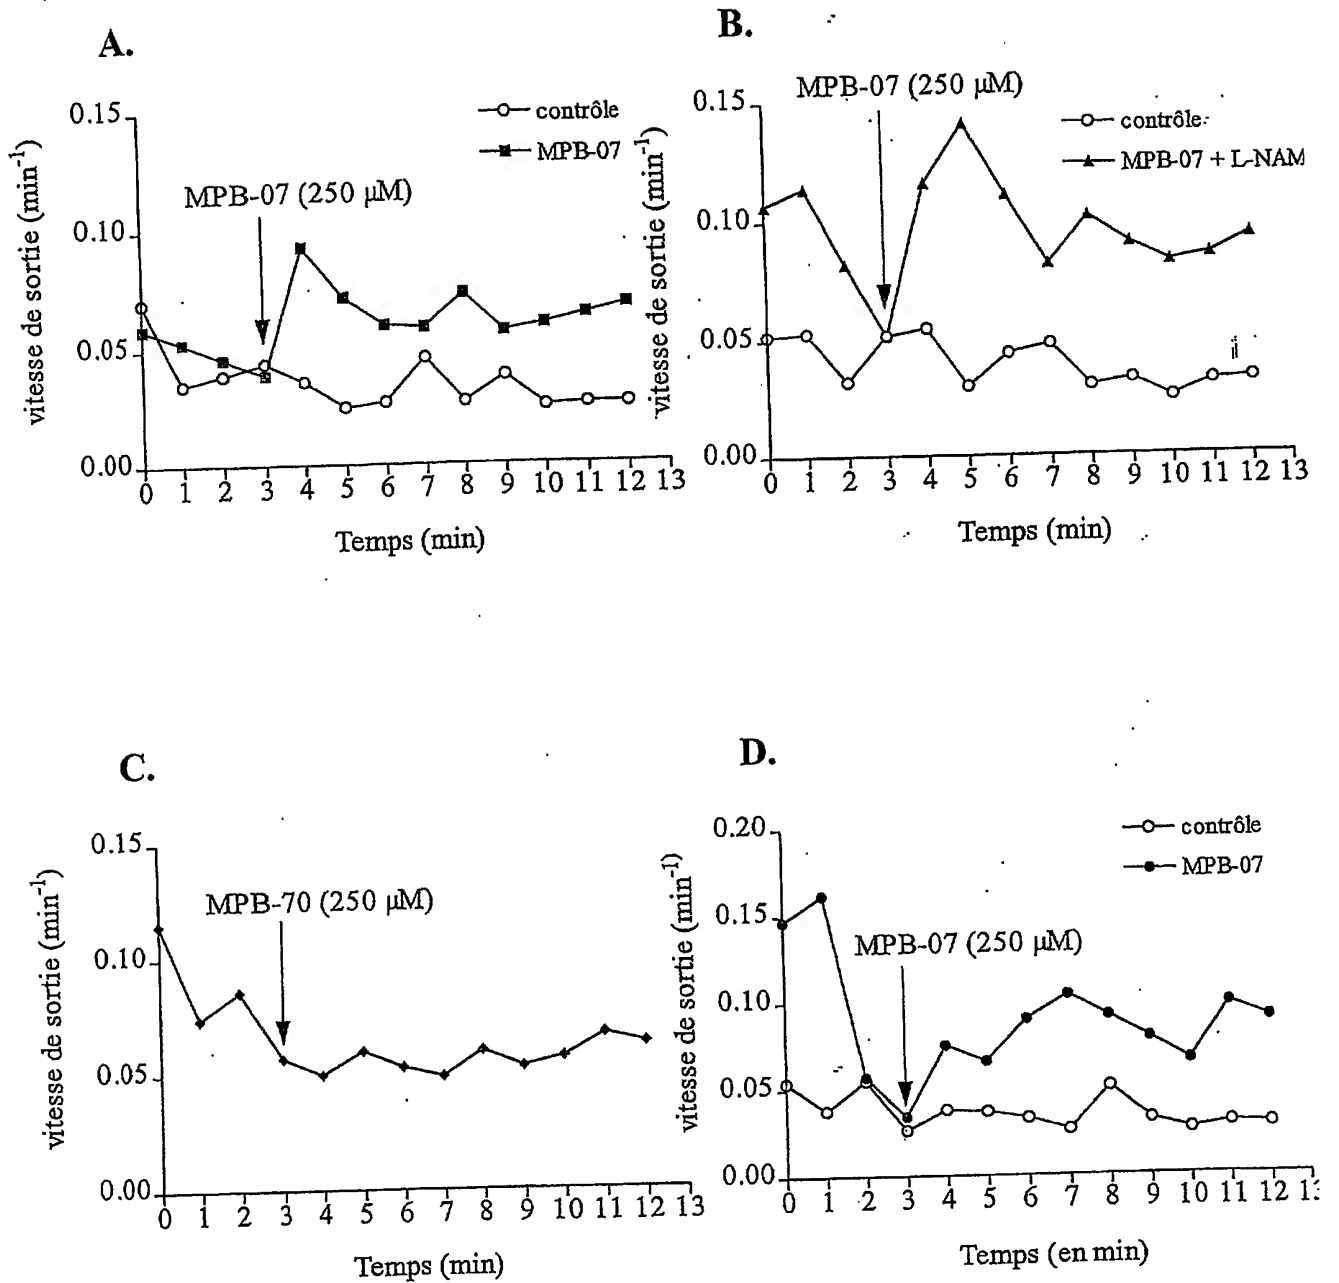 A.
0.15
0.10
0.05
0.00
vitesse de sortie (min-1)
contrôle
MPB-07
MPB-07 (250 µM)
0 1 2 3 4 5 6 7 8 9 10 11 12 13
Temps (min)
B.
0.15
0.10
0.05
0.00
vitesse de sortie (min-1)
MPB-07 (250 µM)
contrôle
MPB-07 + L-NAM
0 1 2 3 4 5 6 7 8 9 10 11 12 13
Temps (min)
C.
0.15
0.10
0.05
0.00
vitesse de sortie (min-1)
MPB-70 (250 µM)
0 1 2 3 4 5 6 7 8 9 10 11 12 13
Temps (min)
D.
0.20
0.15
0.10
0.05
0.00
vitesse de sortie (min-1)
contrôle
MPB-07
MPB-07 (250 µM)
0 1 2 3 4 5 6 7 8 9 10 11 12
Temps (en min)